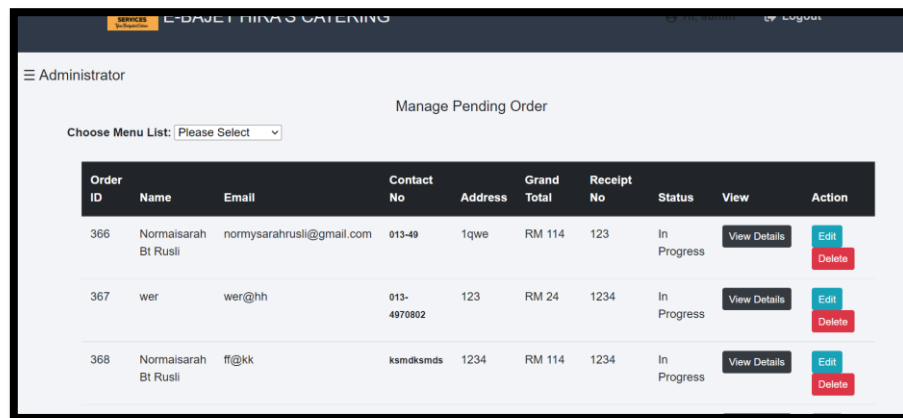 SERVICES
E-BAJET HIRA'S CATERING
Hi, admin
Logout
☰ Administrator
Manage Pending Order
Choose Menu List: Please Select
Order ID Name Email Contact No Address Grand Total Receipt No Status View Action
366 Normaisarah Bt Rusli normysarahrusli@gmail.com 013-49 1qwe RM 114 123 In Progress View Details Edit Delete
367 wer wer@hh 013-4970802 123 RM 24 1234 In Progress View Details Edit Delete
368 Normaisarah Bt Rusli ff@kk ksmdksmds 1234 RM 114 1234 In Progress View Details Edit Delete